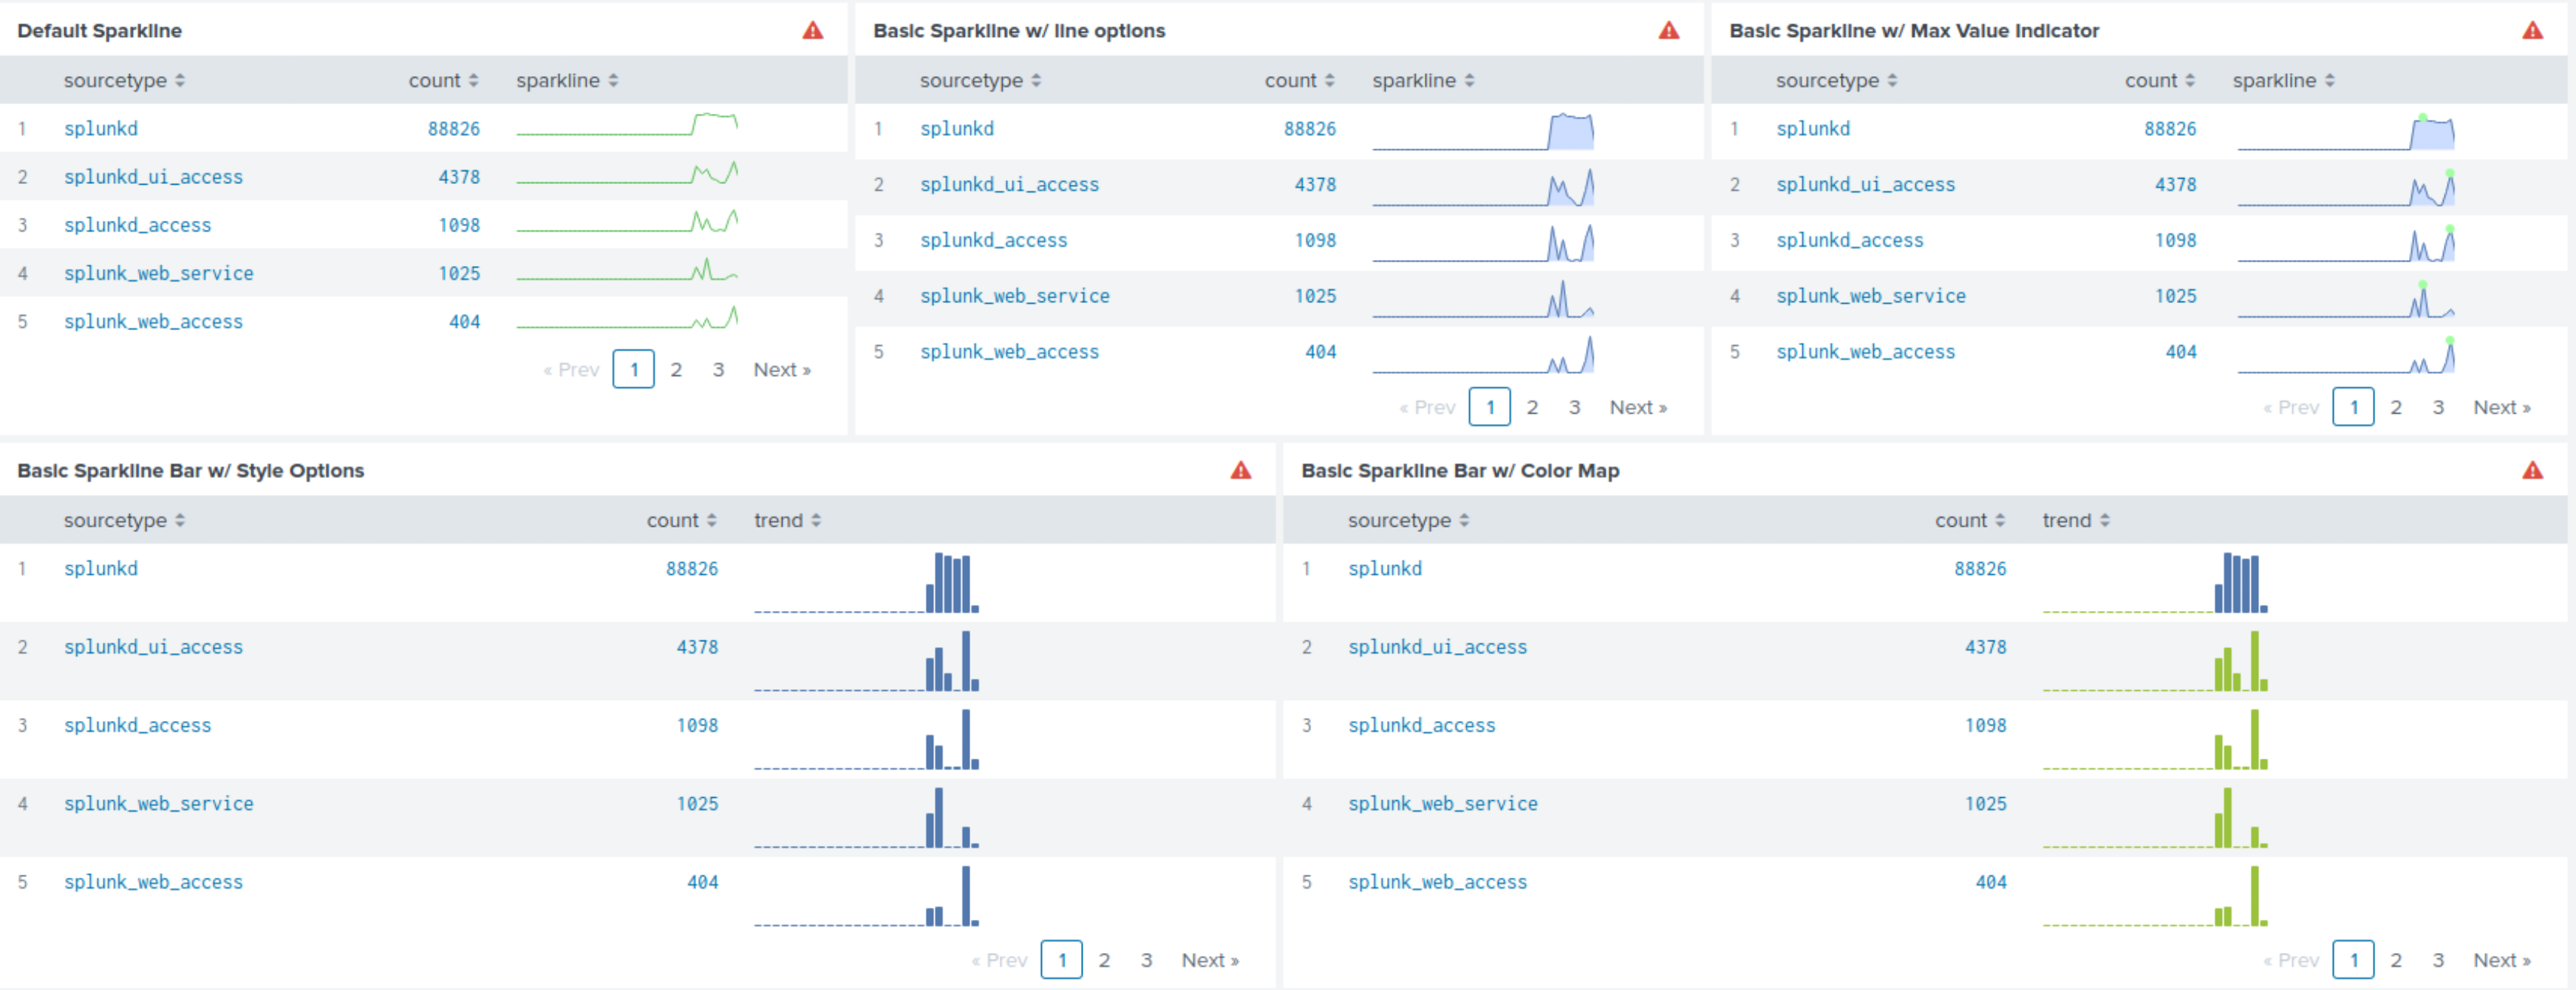 Default Sparkline
sourcetype count sparkline
1 splunkd 88826
2 splunkd_ui_access 4378
3 splunkd_access 1098
4 splunk_web_service 1025
5 splunk_web_access 404
« Prev 1 2 3 Next »
Basic Sparkline w/ line options
sourcetype count sparkline
1 splunkd 88826
2 splunkd_ui_access 4378
3 splunkd_access 1098
4 splunk_web_service 1025
5 splunk_web_access 404
« Prev 1 2 3 Next »
Basic Sparkline w/ Max Value Indicator
sourcetype count sparkline
1 splunkd 88826
2 splunkd_ui_access 4378
3 splunkd_access 1098
4 splunk_web_service 1025
5 splunk_web_access 404
« Prev 1 2 3 Next »
Basic Sparkline Bar w/ Style Options
sourcetype count trend
1 splunkd 88826
2 splunkd_ui_access 4378
3 splunkd_access 1098
4 splunk_web_service 1025
5 splunk_web_access 404
« Prev 1 2 3 Next »
Basic Sparkline Bar w/ Color Map
sourcetype count trend
1 splunkd 88826
2 splunkd_ui_access 4378
3 splunkd_access 1098
4 splunk_web_service 1025
5 splunk_web_access 404
« Prev 1 2 3 Next »